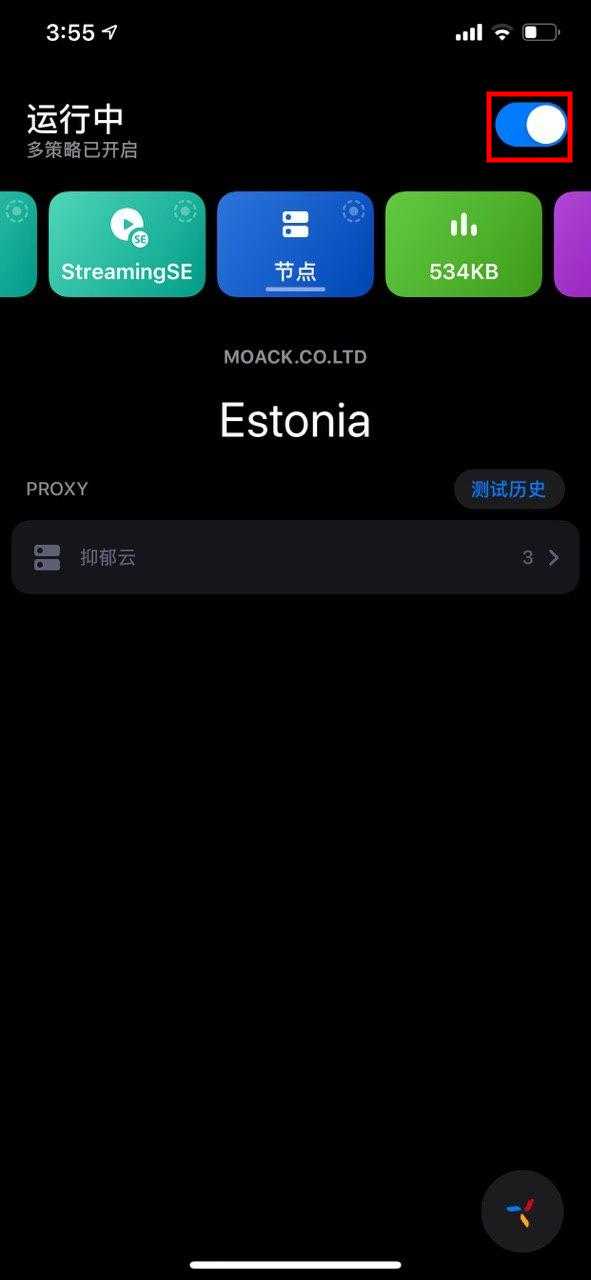 3:55
运行中
多策略已开启
SE
StreamingSE
节点
534KB
MOACK.CO.LTD
Estonia
PROXY
测试历史
抑郁云
3